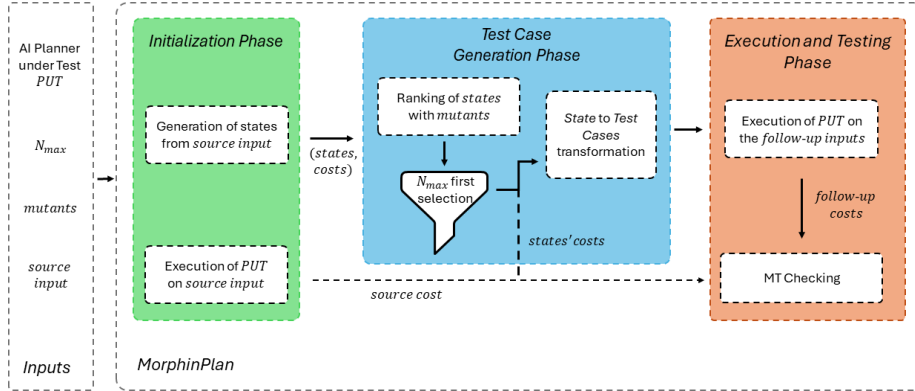 AI Planner
under Test
PUT
N_max
mutants
source
input
Inputs
Initialization Phase
Generation of states
from source input
Execution of PUT
on source input
MorphinPlan
(states,
costs)
Test Case
Generation Phase
Ranking of states
with mutants
N_max first
selection
State to Test
Cases
transformation
states' costs
source cost
Execution and Testing
Phase
Execution of PUT on
the follow-up inputs
follow-up
costs
MT Checking